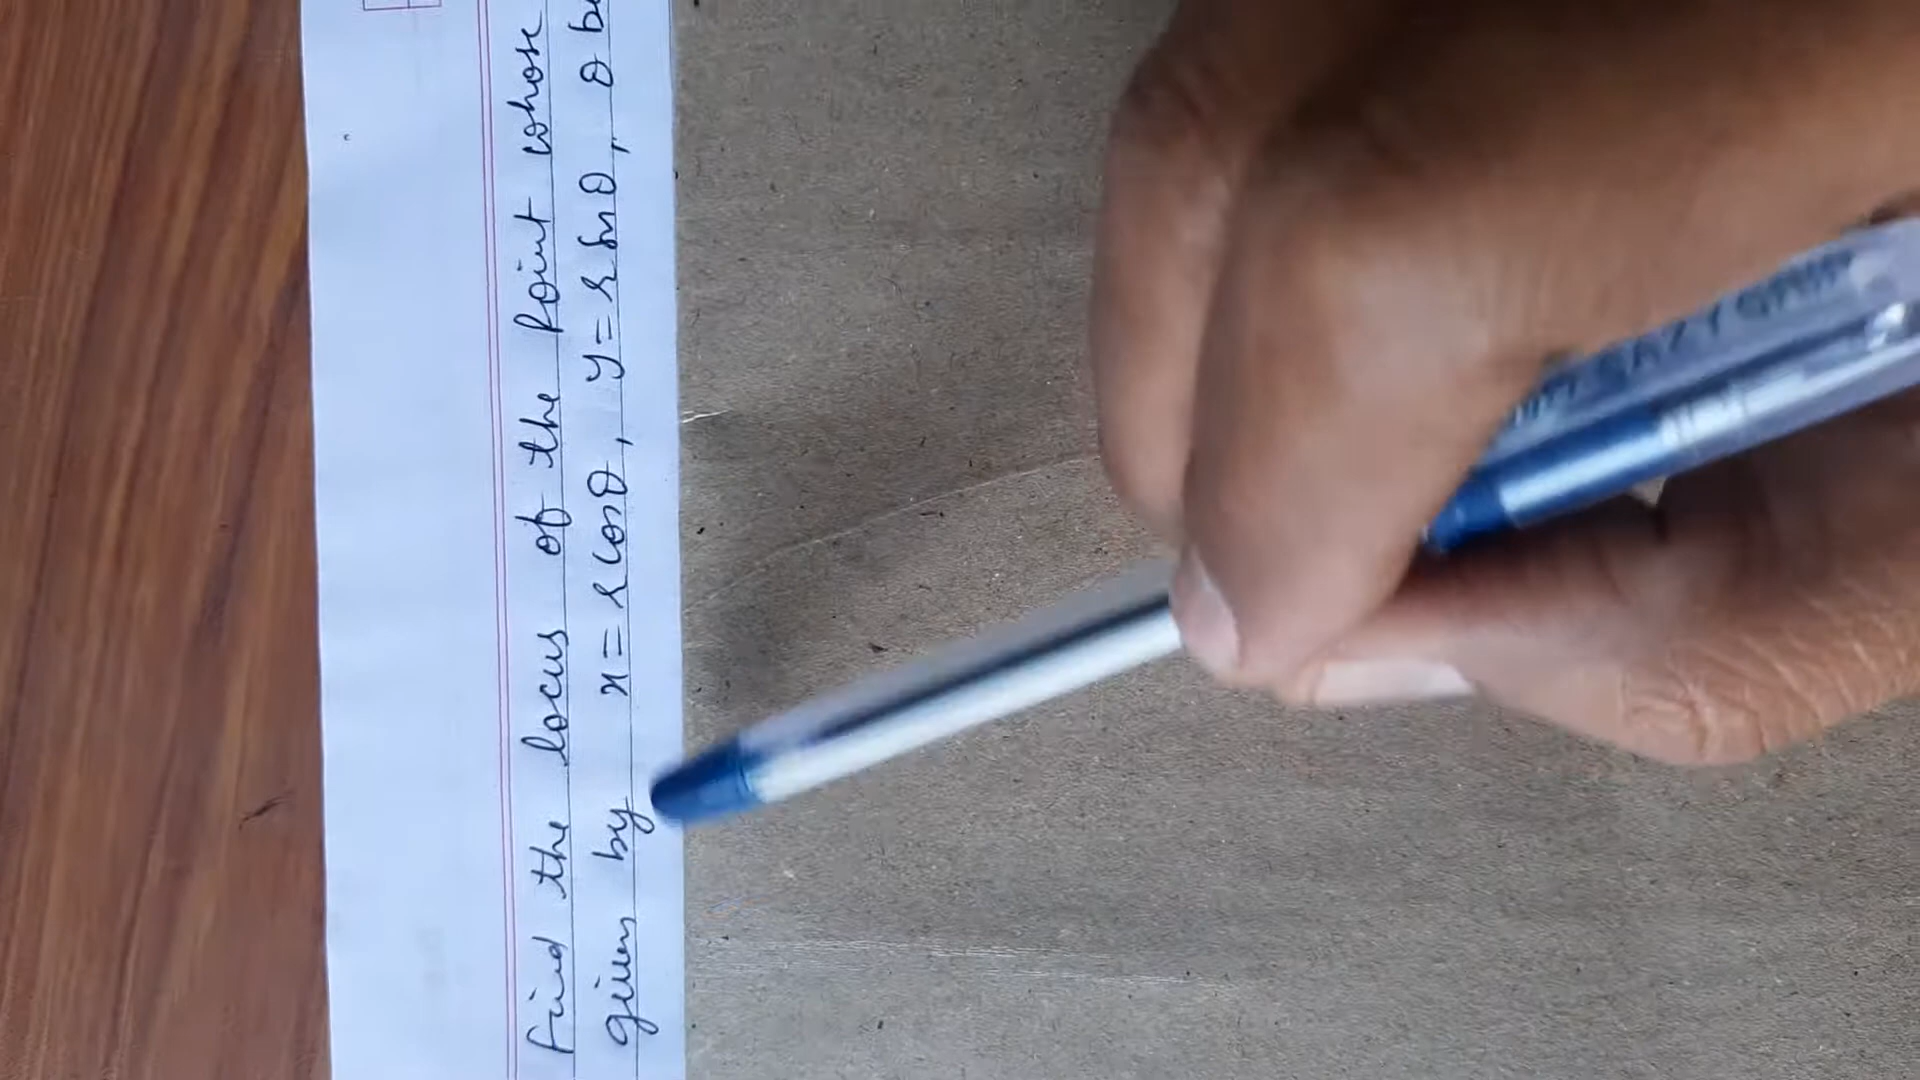 Find the locus of the Point whose
given by x = r cosθ, y = r sinθ, θ be